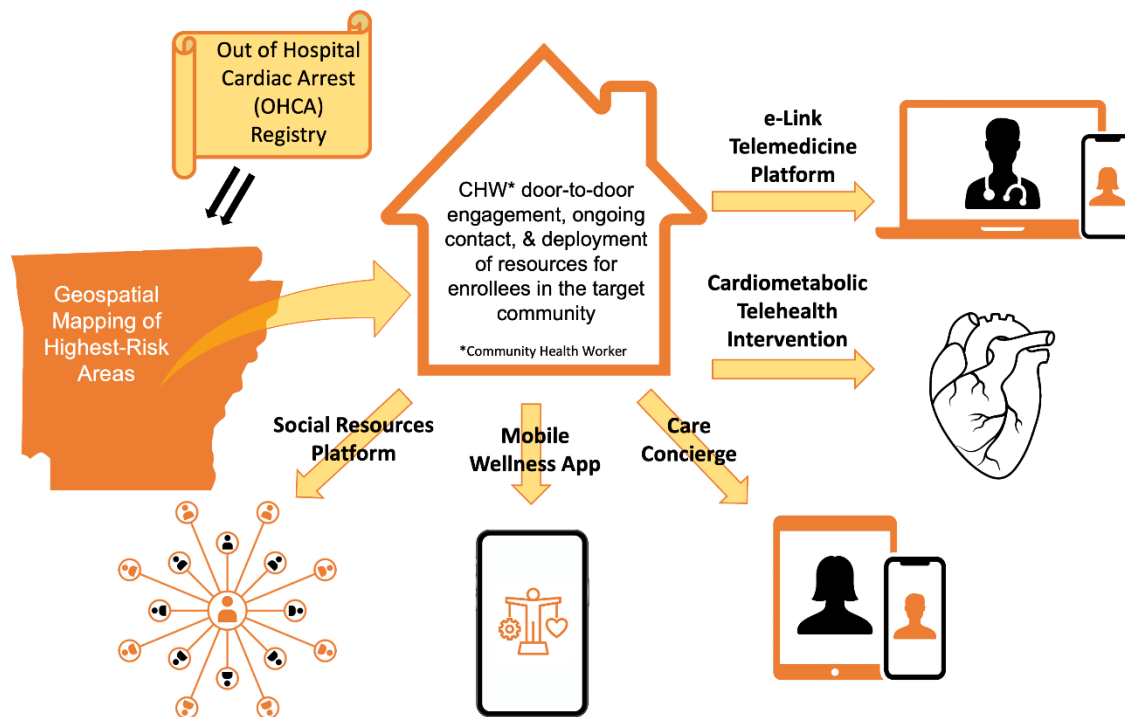 Out of Hospital
Cardiac Arrest
(OHCA)
Registry
Geospatial
Mapping of
Highest-Risk
Areas
CHW* door-to-door
engagement, ongoing
contact, & deployment
of resources for
enrollees in the target
community
*Community Health Worker
e-Link
Telemedicine
Platform
Cardiometabolic
Telehealth
Intervention
Social Resources
Platform
Mobile
Wellness App
Care
Concierge